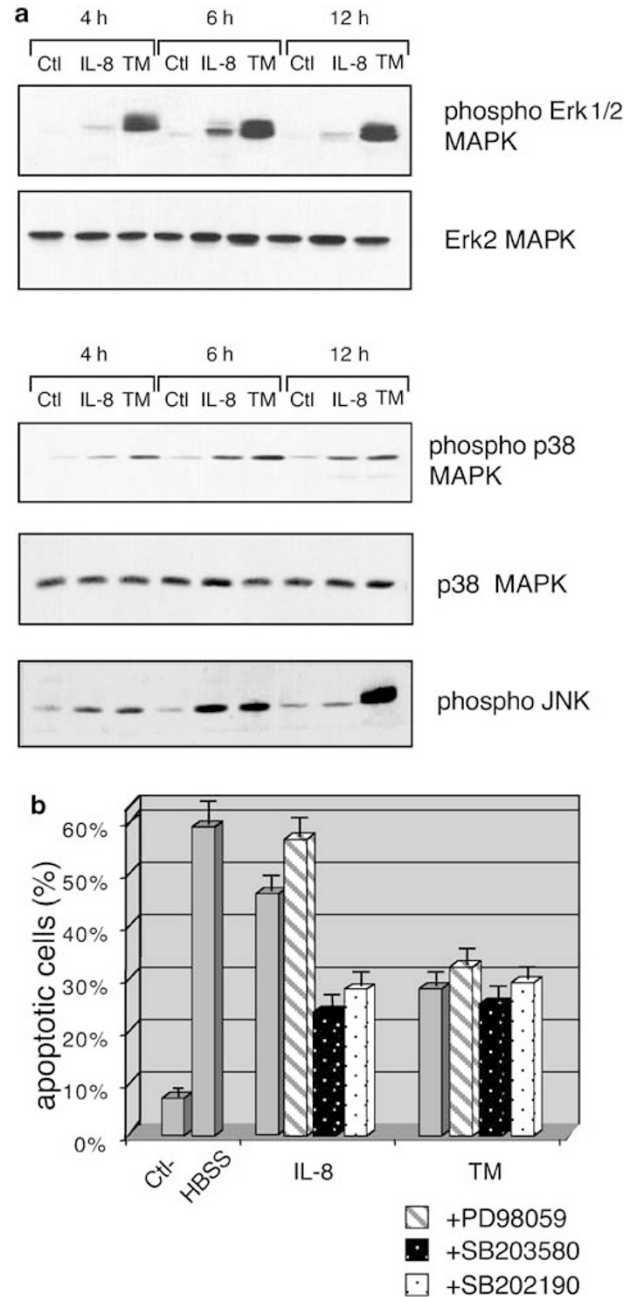 a
4 h 6 h 12 h
Ctl IL-8 TM Ctl IL-8 TM Ctl IL-8 TM
phospho Erk1/2
MAPK
Erk2 MAPK
4 h 6 h 12 h
Ctl IL-8 TM Ctl IL-8 TM Ctl IL-8 TM
phospho p38
MAPK
p38 MAPK
phospho JNK
b
apoptotic cells (%)
60%
50%
40%
30%
20%
10%
0%
Ctl- HBSS IL-8 TM
+PD98059
+SB203580
+SB202190